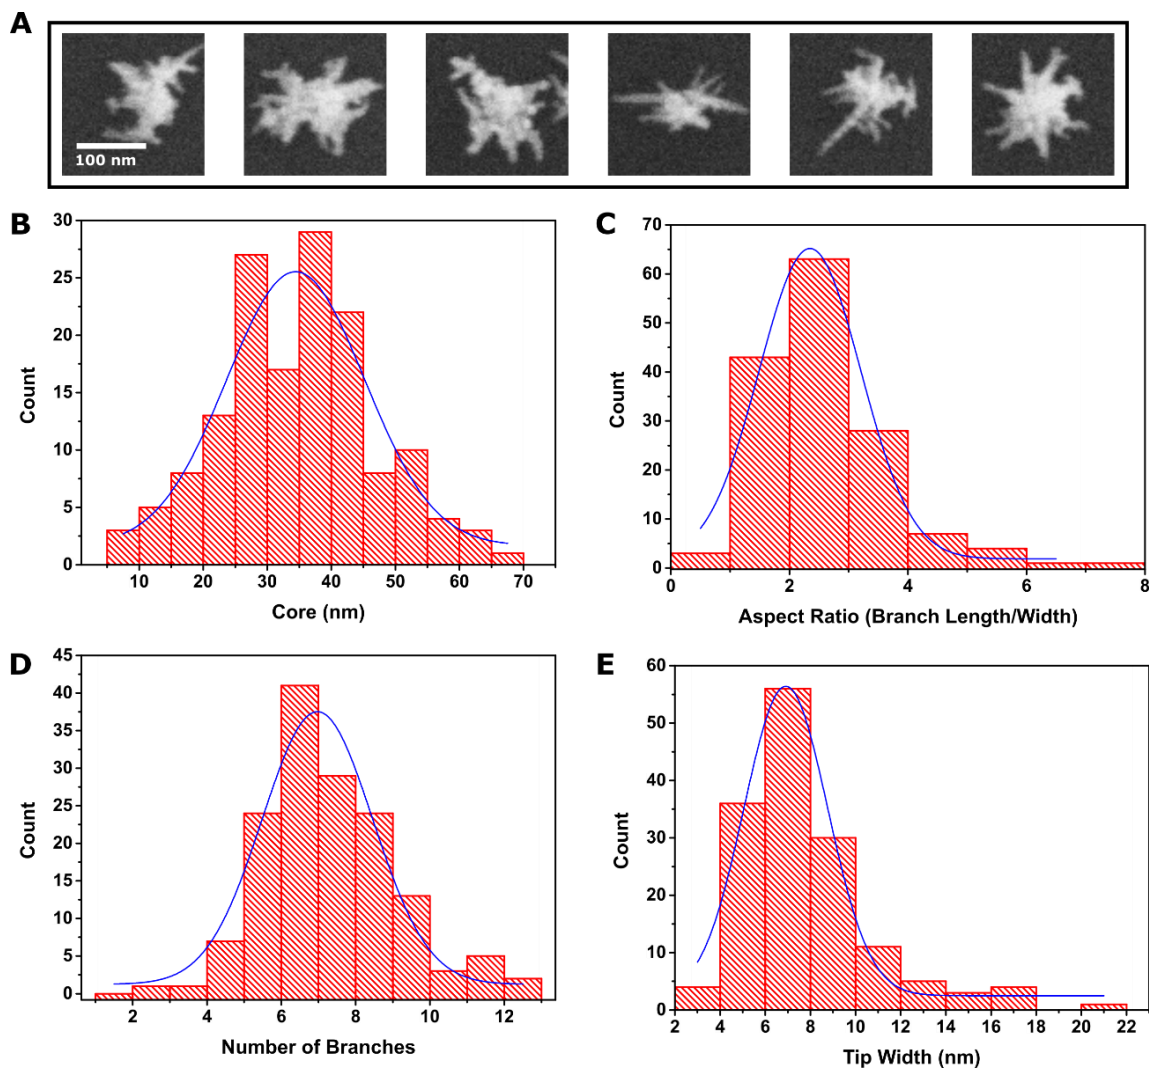 A
100 nm
B
30
25
20
15
10
5
0
Count
10 20 30 40 50 60 70
Core (nm)
C
70
60
50
40
30
20
10
0
Count
0 2 4 6 8
Aspect Ratio (Branch Length/Width)
D
45
40
35
30
25
20
15
10
5
0
Count
2 4 6 8 10 12
Number of Branches
E
60
50
40
30
20
10
0
Count
2 4 6 8 10 12 14 16 18 20 22
Tip Width (nm)